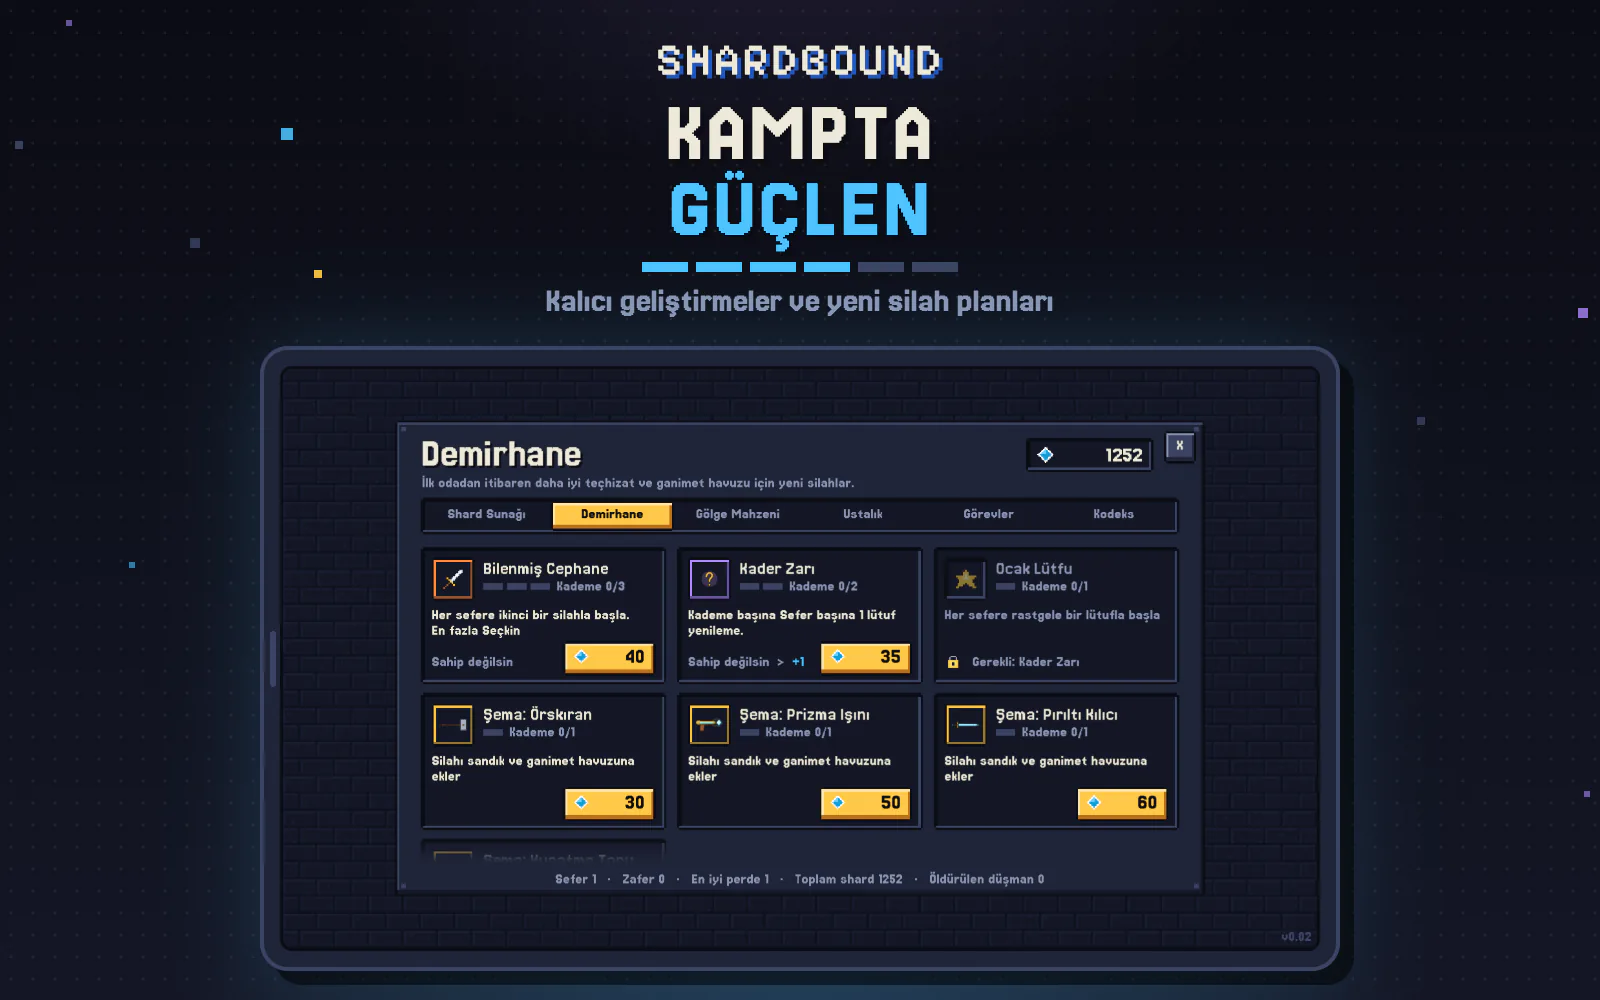 SHARDBOUND
KAMPTA
GÜÇLEN
Kalıcı geliştirmeler ve yeni silah planları
Demirhane
1252
X
İlk odadan itibaren daha iyi teçhizat ve ganimet havuzu için yeni silahlar.
Shard Sunağı
Demirhane
Gölge Mahzeni
Ustalık
Görevler
Kodeks
Bilenmiş Cephane
Kademe 0/3
Her sefere ikinci bir silahla başla.
En fazla Seçkin
Sahip değilsin
40
?
Kader Zarı
Kademe 0/2
Kademe başına Sefer başına 1 lütuf
yenileme.
Sahip değilsin > +1
35
Ocak Lütfu
Kademe 0/1
Her sefere rastgele bir lütufla başla
Gerekli: Kader Zarı
Şema: Örskıran
Kademe 0/1
Silahı sandık ve ganimet havuzuna
ekler
30
Şema: Prizma Işını
Kademe 0/1
Silahı sandık ve ganimet havuzuna
ekler
50
Şema: Pırıltı Kılıcı
Kademe 0/1
Silahı sandık ve ganimet havuzuna
ekler
60
Şema:
Sefer 1 · Zafer 0 · En iyi perde 1 · Toplam shard 1252 · Öldürülen düşman 0
v0.02